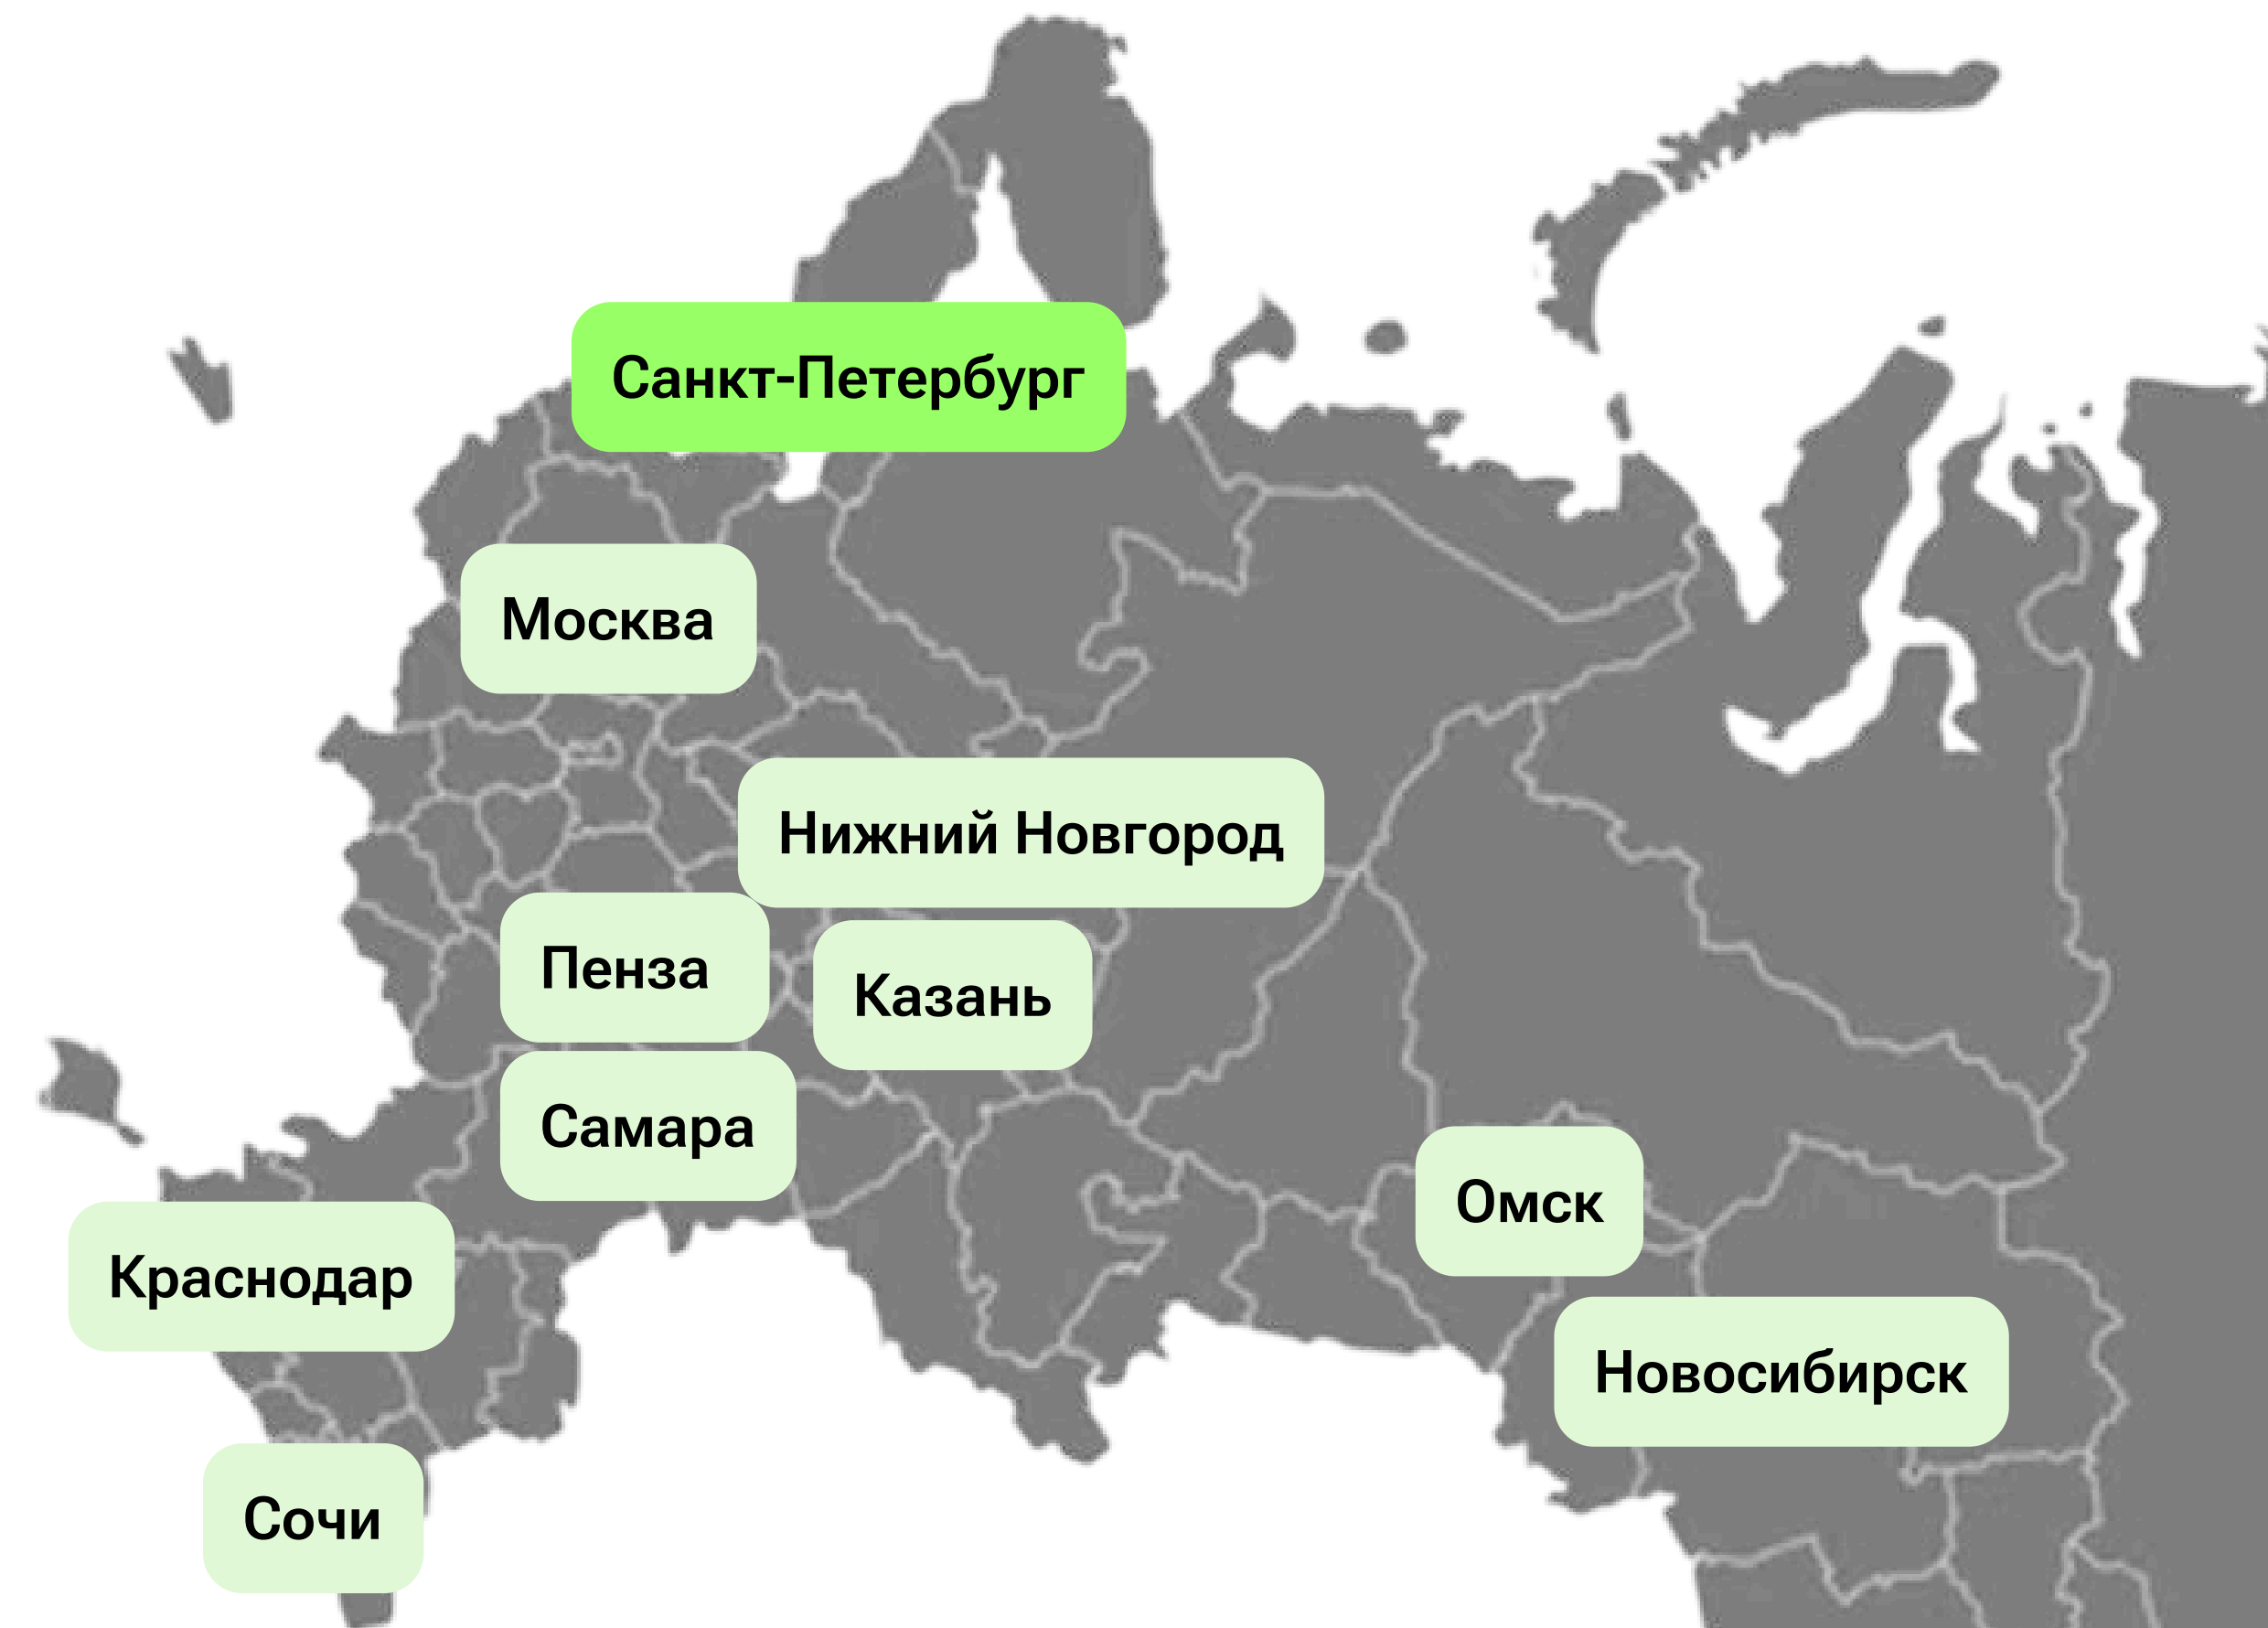 Санкт-Петербург
Москва
Нижний Новгород
Пенза
Казань
Самара
Омск
Краснодар
Новосибирск
Сочи